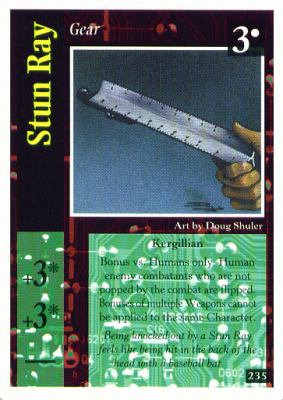 Stun Ray
Gear
3•
Art by Doug Shuler
+3*
+3*
Kergillian
Bonus vs. Humans only. Human
enemy combatants who are not
popped by the combat are flipped.
Bonuses of multiple Weapons cannot
be applied to the same Character.
Being knocked out by a Stun Ray
feels like being hit in the back of the
head with a baseball bat.
235